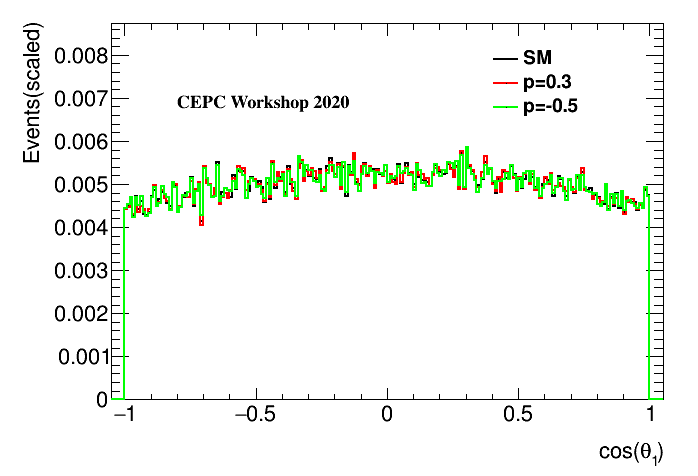 Events(scaled)
0.008
0.007
0.006
0.005
0.004
0.003
0.002
0.001
0
CEPC Workshop 2020
SM
p=0.3
p=-0.5
−1
−0.5
0
0.5
1
cos(θ₁)